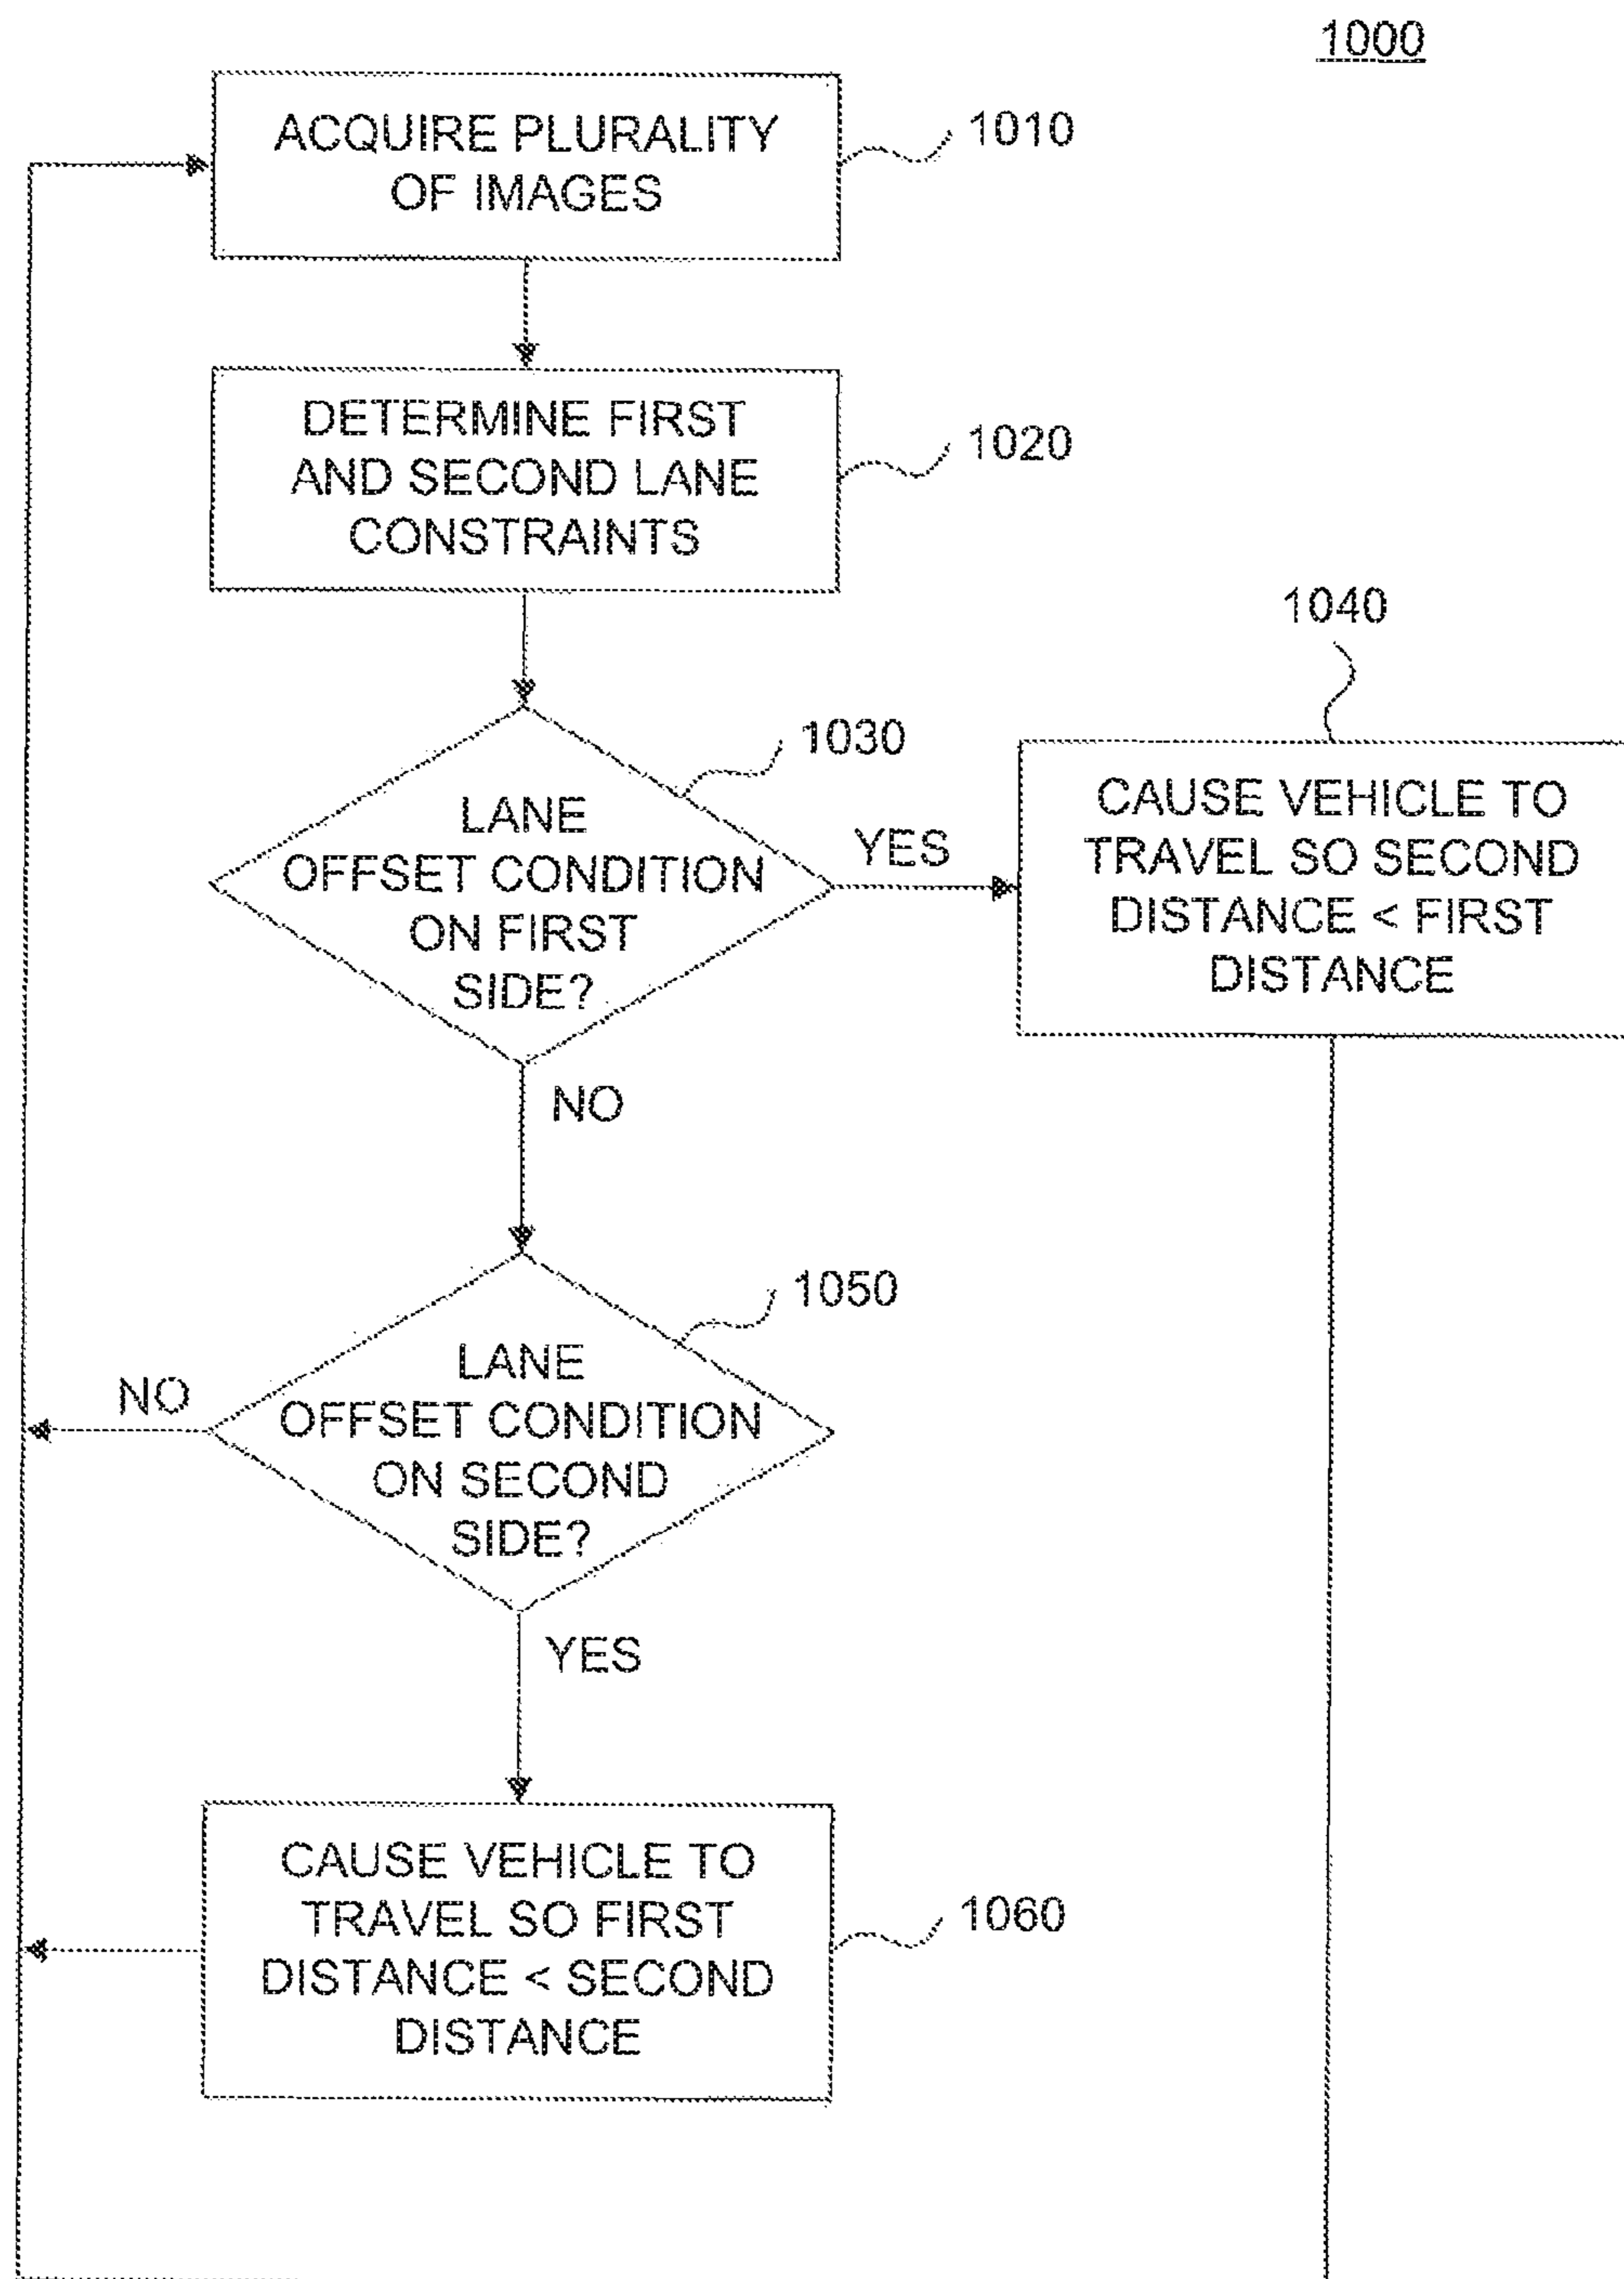 1000
ACQUIRE PLURALITY
OF IMAGES
1010
DETERMINE FIRST
AND SECOND LANE
CONSTRAINTS
1020
1030
LANE
OFFSET CONDITION
ON FIRST
SIDE?
YES
1040
CAUSE VEHICLE TO
TRAVEL SO SECOND
DISTANCE < FIRST
DISTANCE
NO
1050
LANE
OFFSET CONDITION
ON SECOND
SIDE?
NO
YES
CAUSE VEHICLE TO
TRAVEL SO FIRST
DISTANCE < SECOND
DISTANCE
1060